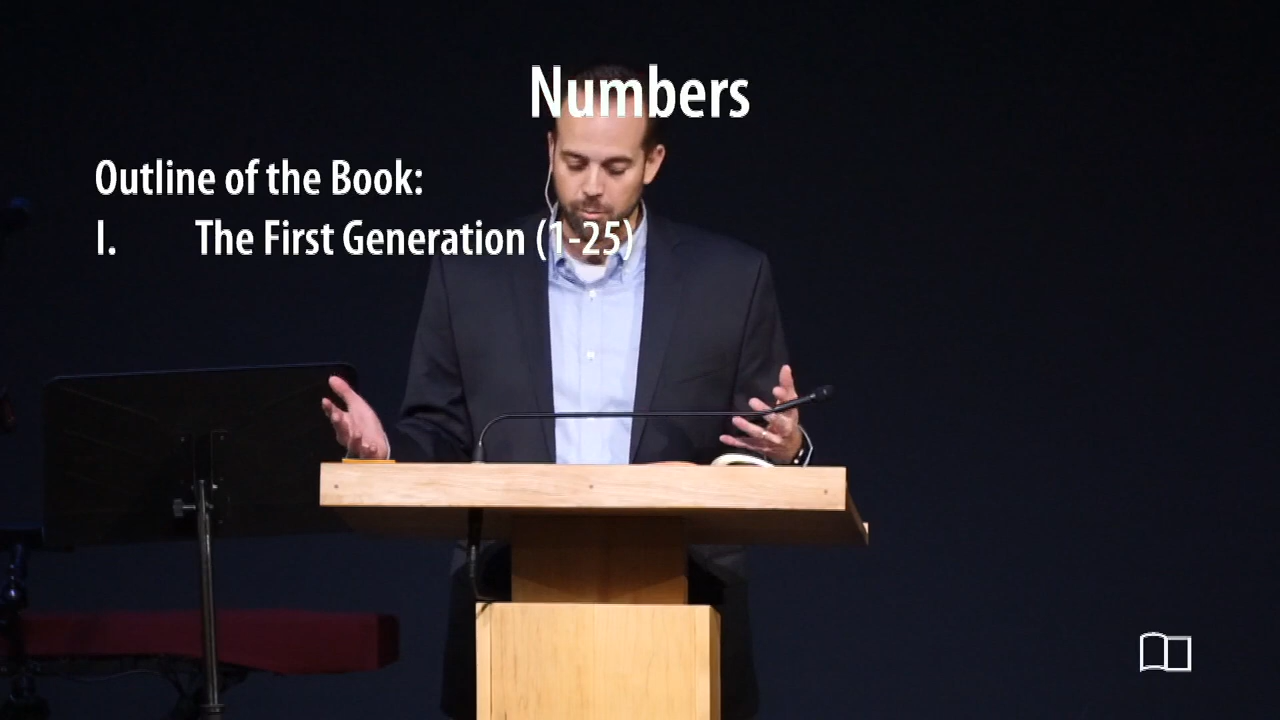 Numbers
Outline of the Book:
I. The First Generation (1-25)